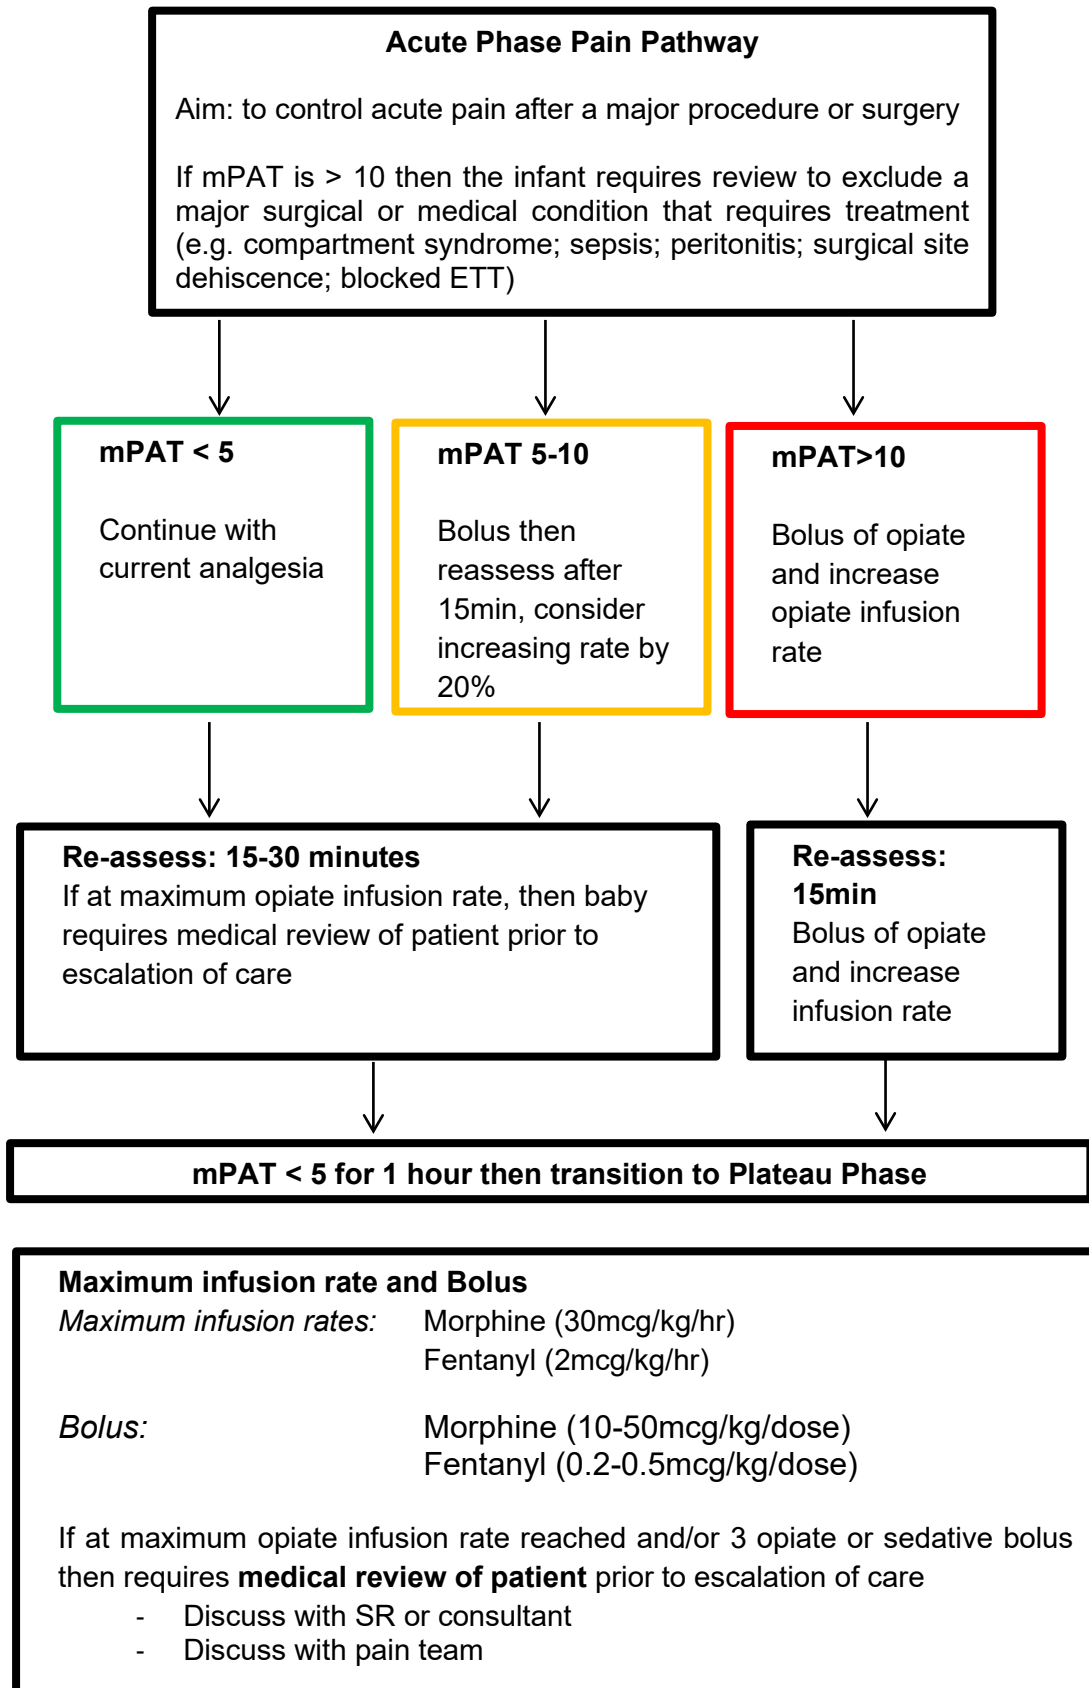 Acute Phase Pain Pathway
Aim: to control acute pain after a major procedure or surgery
If mPAT is > 10 then the infant requires review to exclude a
major surgical or medical condition that requires treatment
(e.g. compartment syndrome; sepsis; peritonitis; surgical site
dehiscence; blocked ETT)
mPAT < 5
Continue with
current analgesia
mPAT 5-10
Bolus then
reassess after
15min, consider
increasing rate by
20%
mPAT>10
Bolus of opiate
and increase
opiate infusion
rate
Re-assess: 15-30 minutes
If at maximum opiate infusion rate, then baby
requires medical review of patient prior to
escalation of care
Re-assess:
15min
Bolus of opiate
and increase
infusion rate
mPAT < 5 for 1 hour then transition to Plateau Phase
Maximum infusion rate and Bolus
Maximum infusion rates: Morphine (30mcg/kg/hr)
Fentanyl (2mcg/kg/hr)
Bolus: Morphine (10-50mcg/kg/dose)
Fentanyl (0.2-0.5mcg/kg/dose)
If at maximum opiate infusion rate reached and/or 3 opiate or sedative bolus
then requires medical review of patient prior to escalation of care
- Discuss with SR or consultant
- Discuss with pain team